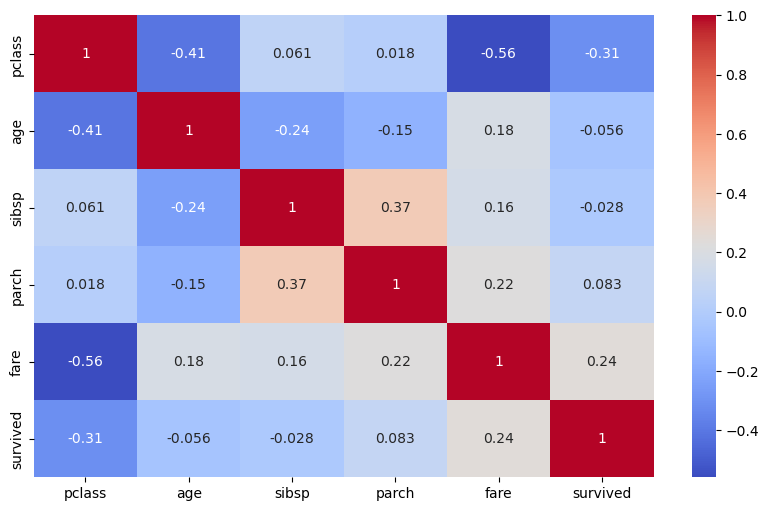 1.0
pclass 1 -0.41 0.061 0.018 -0.56 -0.31
0.8
age -0.41 1 -0.24 -0.15 0.18 -0.056
0.6
sibsp 0.061 -0.24 1 0.37 0.16 -0.028
0.4
0.2
parch 0.018 -0.15 0.37 1 0.22 0.083
0.0
fare -0.56 0.18 0.16 0.22 1 0.24
-0.2
survived -0.31 -0.056 -0.028 0.083 0.24 1
-0.4
pclass age sibsp parch fare survived